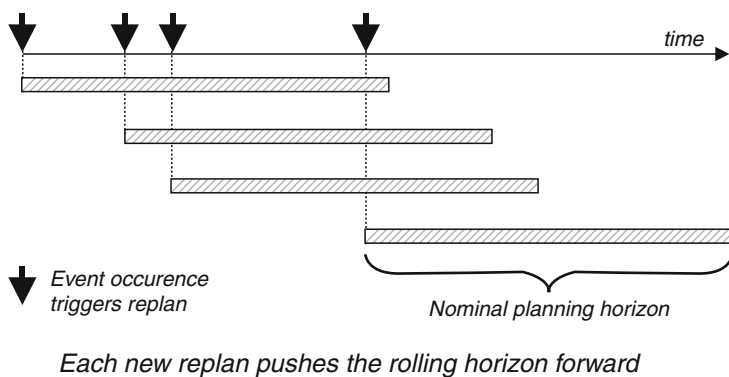 time
Event occurence
triggers replan
Nominal planning horizon
Each new replan pushes the rolling horizon forward